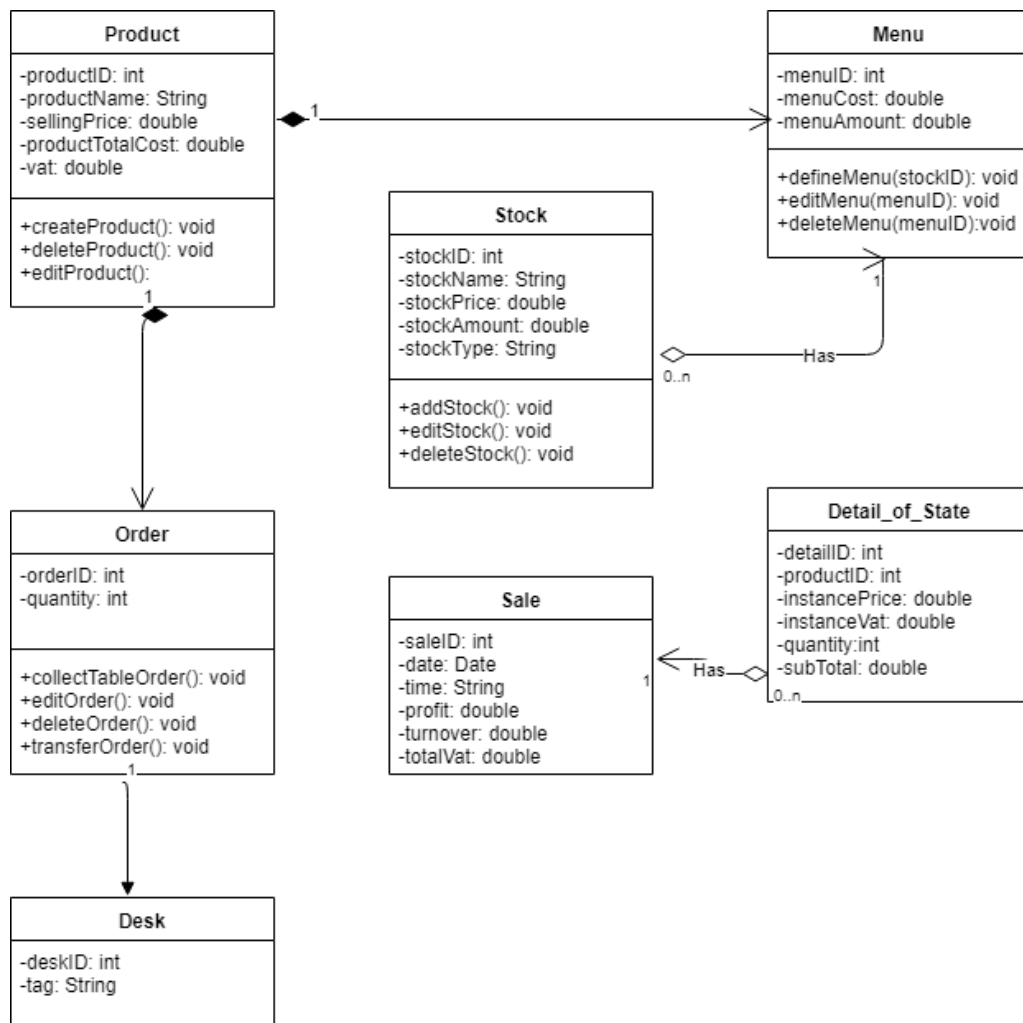 Product
-productID: int
-productName: String
-sellingPrice: double
-productTotalCost: double
-vat: double
+createProduct(): void
+deleteProduct(): void
+editProduct():
1
1
Menu
-menuID: int
-menuCost: double
-menuAmount: double
+defineMenu(stockID): void
+editMenu(menuID): void
+deleteMenu(menuID):void
1
Stock
-stockID: int
-stockName: String
-stockPrice: double
-stockAmount: double
-stockType: String
+addStock(): void
+editStock(): void
+deleteStock(): void
Has
0..n
Order
-orderID: int
-quantity: int
+collectTableOrder(): void
+editOrder(): void
+deleteOrder(): void
+transferOrder(): void
1
Sale
-saleID: int
-date: Date
-time: String
-profit: double
-turnover: double
-totalVat: double
1
Has
0..n
Detail_of_State
-detailID: int
-productID: int
-instancePrice: double
-instanceVat: double
-quantity:int
-subTotal: double
Desk
-deskID: int
-tag: String